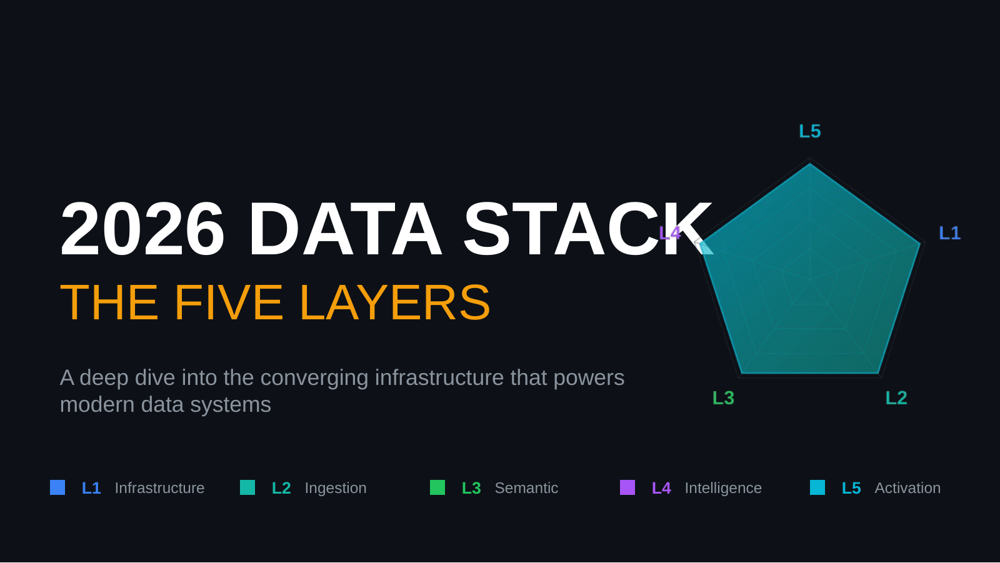 2026 DATA STACK
THE FIVE LAYERS
A deep dive into the converging infrastructure that powers
modern data systems
L5
L4
L1
L3
L2
L1 Infrastructure
L2 Ingestion
L3 Semantic
L4 Intelligence
L5 Activation